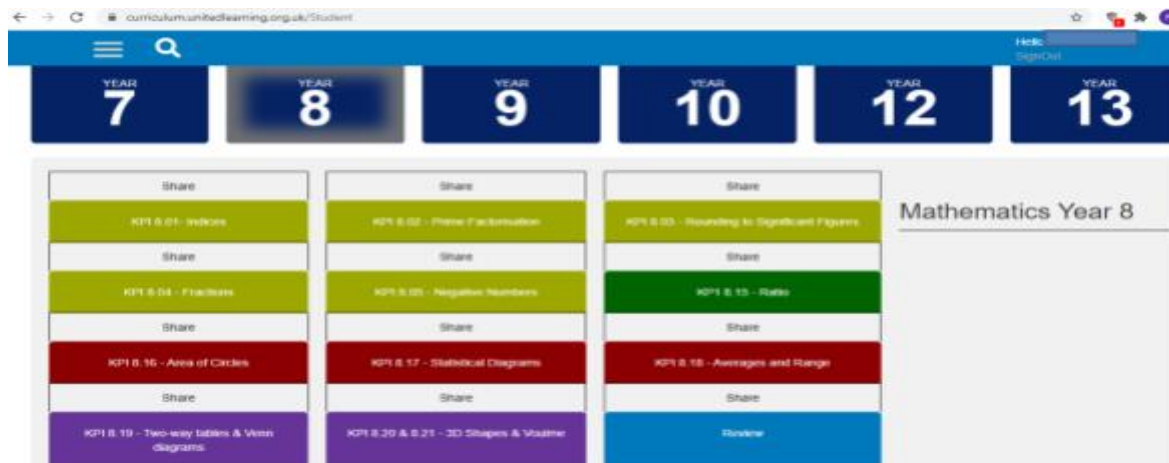 curriculum.unitedlearning.org.uk/Student
Hello
SignOut
YEAR YEAR YEAR YEAR YEAR YEAR
7 8 9 10 12 13
Share Share Share
KPI 8.01- Indices KPI 8.02 - Prime Factorisation KPI 8.03 - Rounding to Significant Figures
Mathematics Year 8
Share Share Share
KPI 8.04 - Fractions KPI 8.05 - Negative Numbers KPI 8.15 - Ratio
Share Share Share
KPI 8.16 - Area of Circles KPI 8.17 - Statistical Diagrams KPI 8.18 - Averages and Range
Share Share Share
KPI 8.19 - Two-way tables & Venn diagrams KPI 8.20 & 8.21 - 3D Shapes & Volume Review